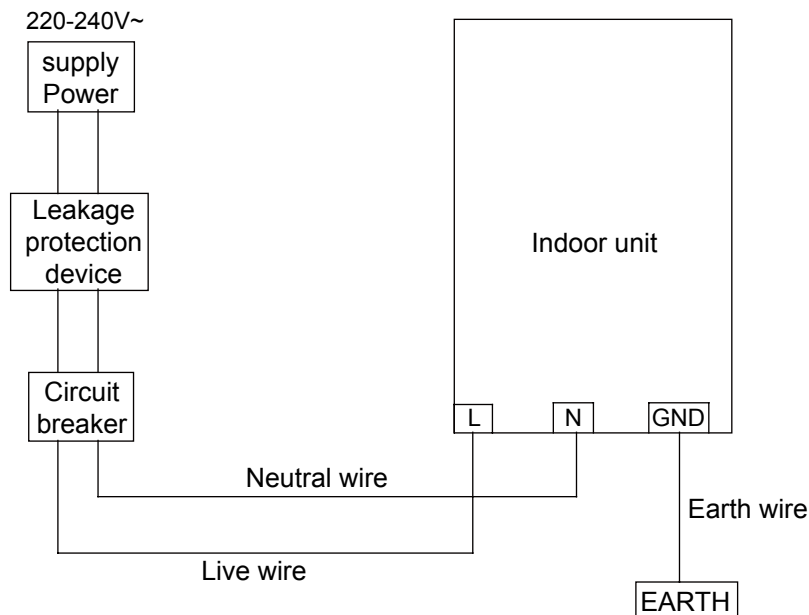 220-240V~
supply
Power
Leakage
protection
device
Circuit
breaker
Indoor unit
L
N
GND
Neutral wire
Live wire
Earth wire
EARTH